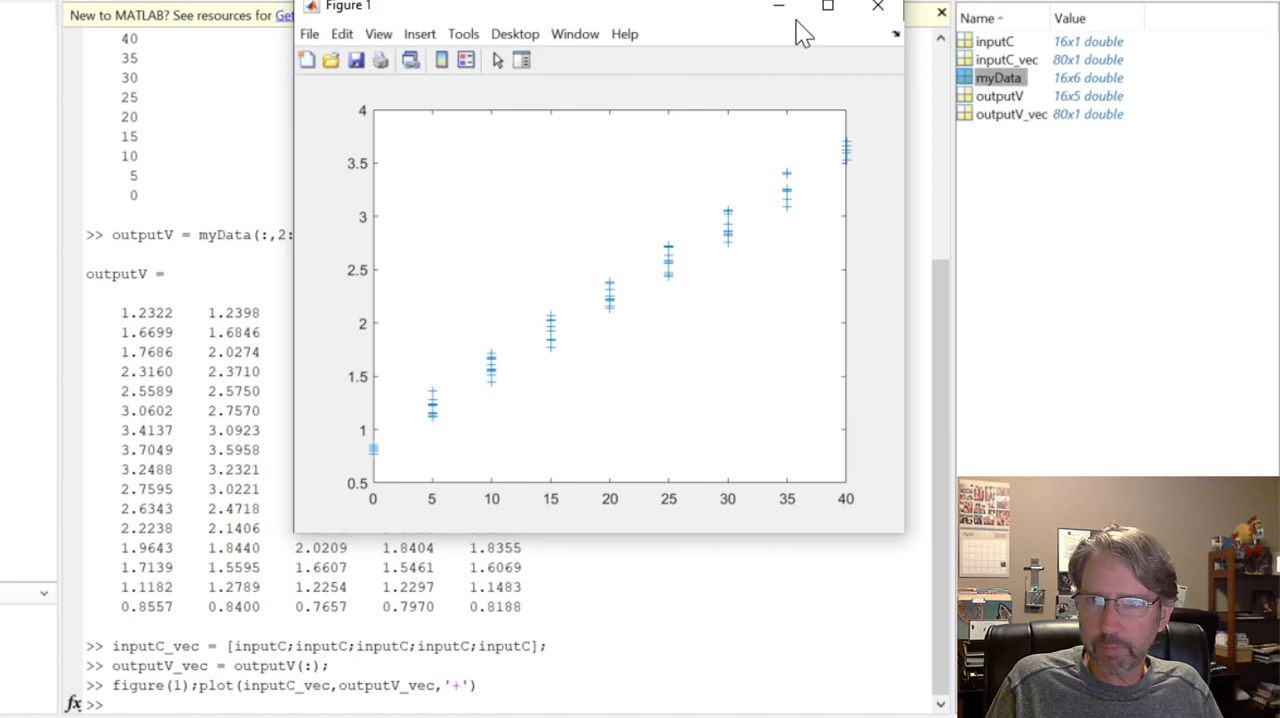 New to MATLAB? See resources for Get
Figure 1
File Edit View Insert Tools Desktop Window Help
4
3.5
3
2.5
2
1.5
1
0.5
0 5 10 15 20 25 30 35 40
40
35
30
25
20
15
10
5
0
>> outputV = myData(:,2:
outputV =
1.2322 1.2398
1.6699 1.6846
1.7686 2.0274
2.3160 2.3710
2.5589 2.5750
3.0602 2.7570
3.4137 3.0923
3.7049 3.5958
3.2488 3.2321
2.7595 3.0221
2.6343 2.4718
2.2238 2.1406
1.9643 1.8440 2.0209 1.8404 1.8355
1.7139 1.5595 1.6607 1.5461 1.6069
1.1182 1.2789 1.2254 1.2297 1.1483
0.8557 0.8400 0.7657 0.7970 0.8188
>> inputC_vec = [inputC;inputC;inputC;inputC;inputC];
>> outputV_vec = outputV(:);
>> figure(1);plot(inputC_vec,outputV_vec,'+')
fx >>
Name Value
inputC 16x1 double
inputC_vec 80x1 double
myData 16x6 double
outputV 16x5 double
outputV_vec 80x1 double